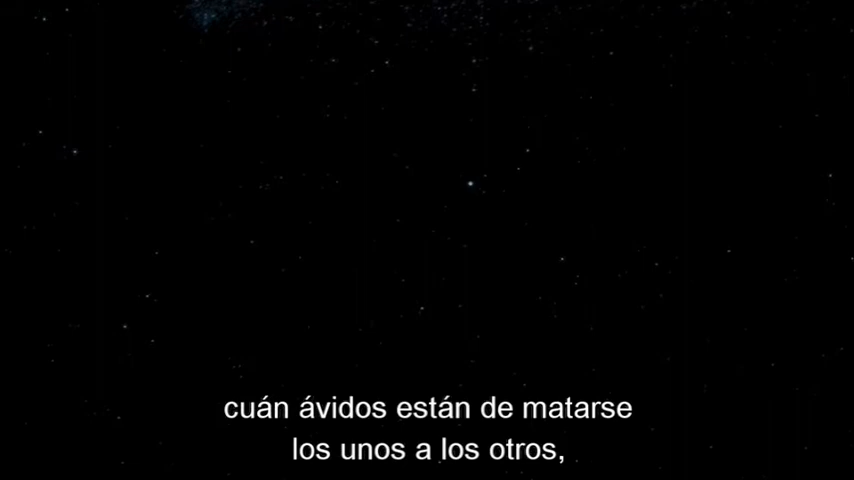 cuán ávidos están de matarse
los unos a los otros,